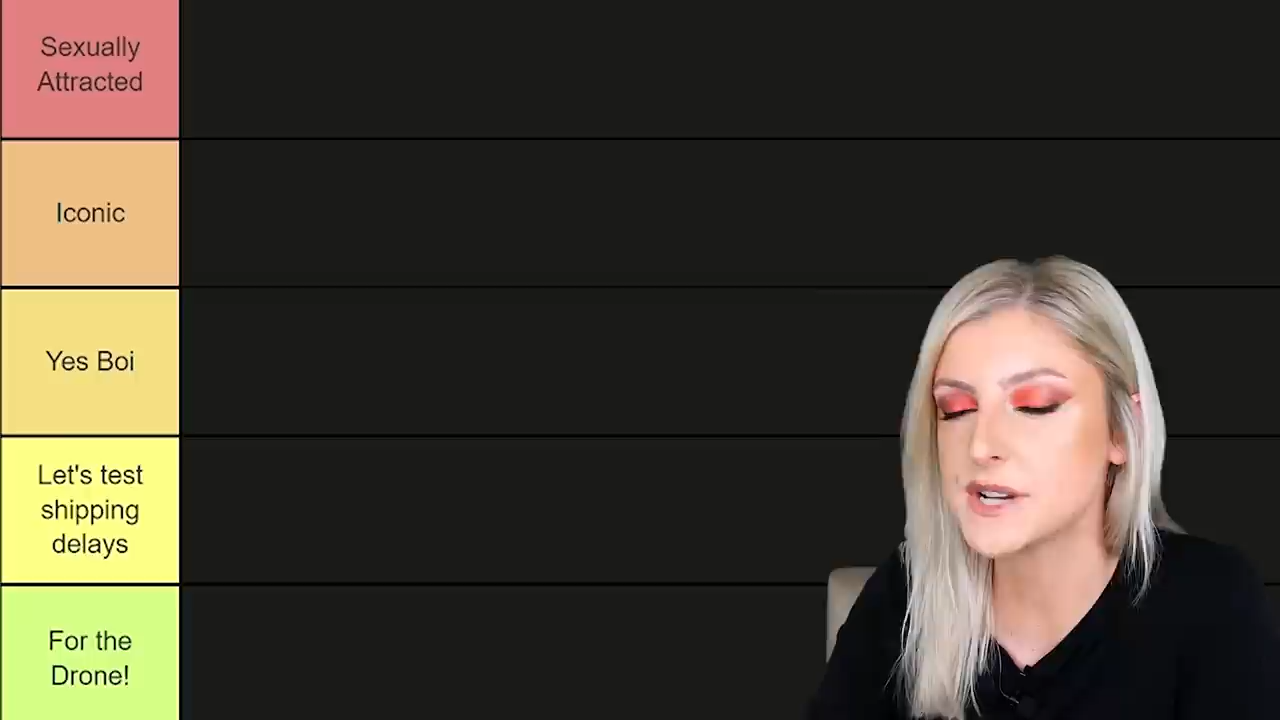 Sexually
Attracted
Iconic
Yes Boi
Let's test
shipping
delays
For the
Drone!